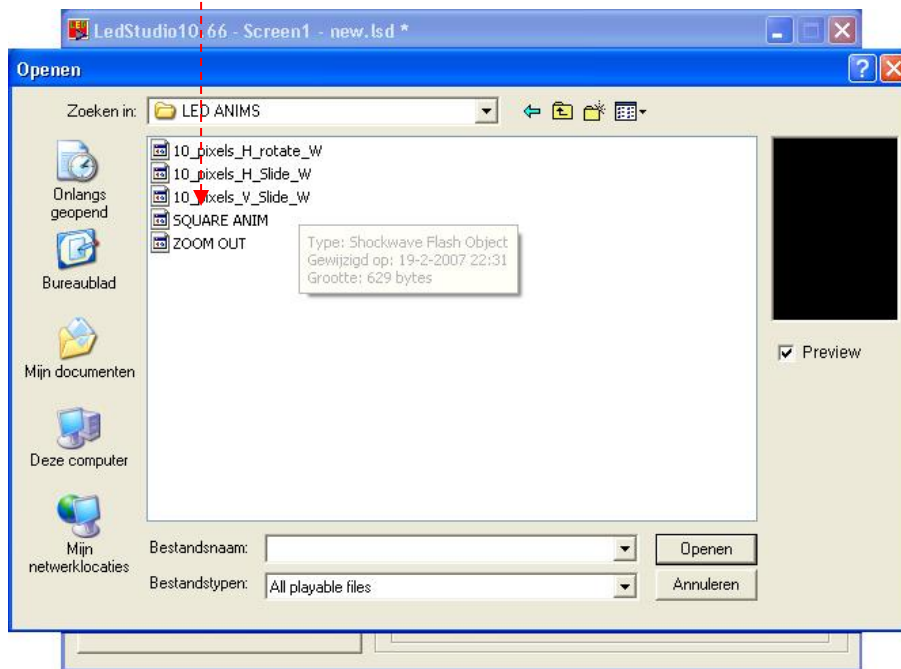 LedStudio10.66 - Screen1 - new.lsd *
Openen
Zoeken in:
LED ANIMS
10_pixels_H_rotate_W
10_pixels_H_Slide_W
10_pixels_V_Slide_W
SQUARE ANIM
ZOOM OUT
Type: Shockwave Flash Object
Gewijzigd op: 19-2-2007 22:31
Grootte: 629 bytes
Onlangs
geopend
Bureaublad
Mijn documenten
Deze computer
Mijn
netwerklocaties
Preview
Bestandsnaam:
Openen
Bestandstypen:
All playable files
Annuleren